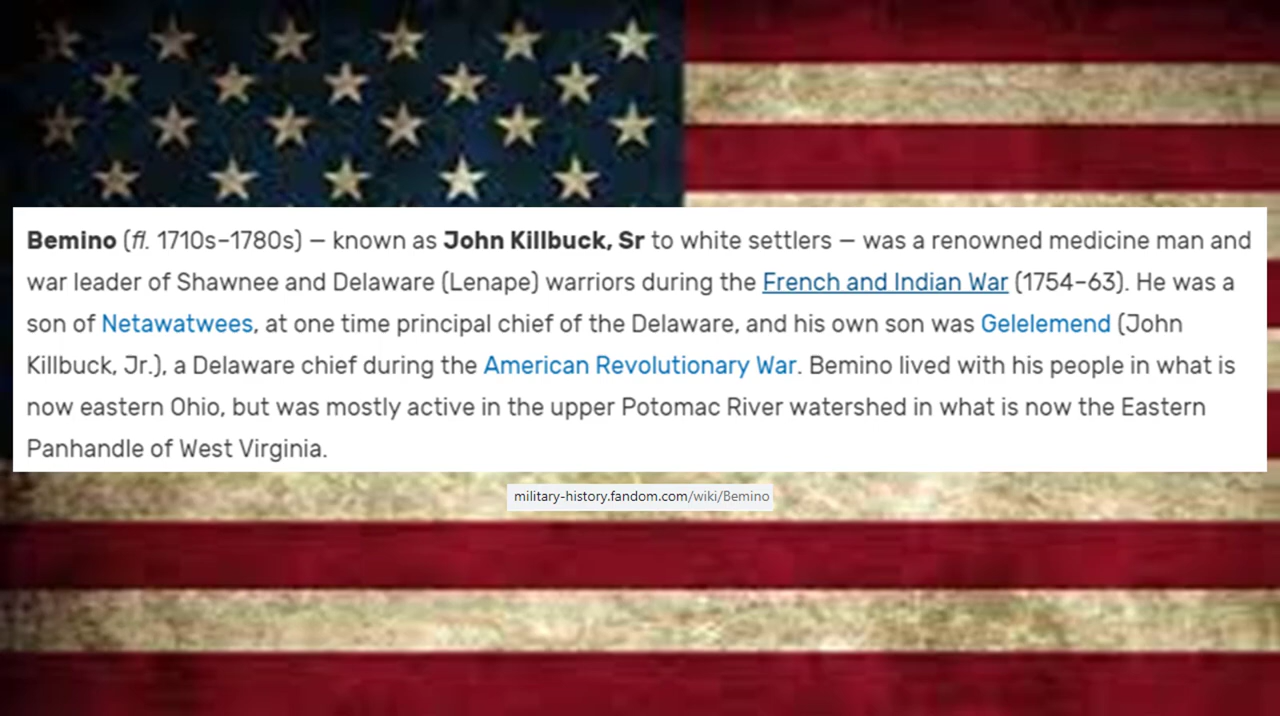 Bemino (fl. 1710s–1780s) — known as John Killbuck, Sr to white settlers — was a renowned medicine man and
war leader of Shawnee and Delaware (Lenape) warriors during the French and Indian War (1754–63). He was a
son of Netawatwees, at one time principal chief of the Delaware, and his own son was Gelelemend (John
Killbuck, Jr.), a Delaware chief during the American Revolutionary War. Bemino lived with his people in what is
now eastern Ohio, but was mostly active in the upper Potomac River watershed in what is now the Eastern
Panhandle of West Virginia.
military-history.fandom.com/wiki/Bemino